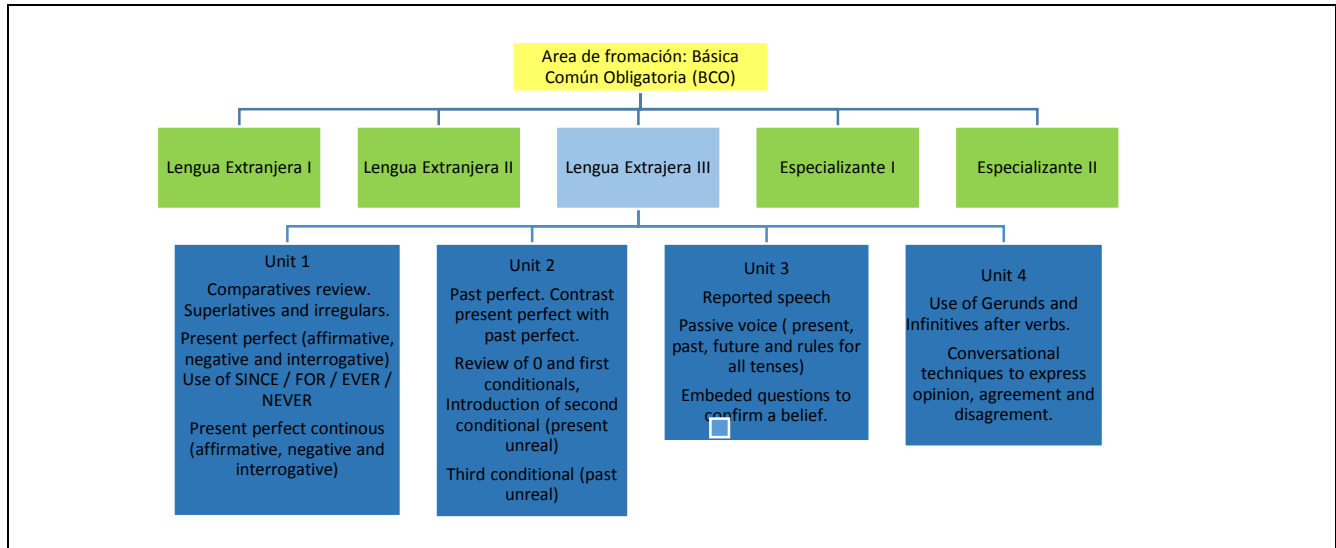 Area de fromación: Básica
Común Obligatoria (BCO)
Lengua Extranjera I
Lengua Extranjera II
Lengua Extrajera III
Especializante I
Especializante II
Unit 1
Comparatives review.
Superlatives and irregulars.
Present perfect (affirmative,
negative and interrogative)
Use of SINCE / FOR / EVER /
NEVER
Present perfect continous
(affirmative, negative and
interrogative)
Unit 2
Past perfect. Contrast
present perfect with
past perfect.
Review of 0 and first
conditionals,
Introduction of second
conditional (present
unreal)
Third conditional (past
unreal)
Unit 3
Reported speech
Passive voice ( present,
past, future and rules for
all tenses)
Embeded questions to
confirm a belief.
Unit 4
Use of Gerunds and
Infinitives after verbs.
Conversational
techniques to express
opinion, agreement and
disagrement.